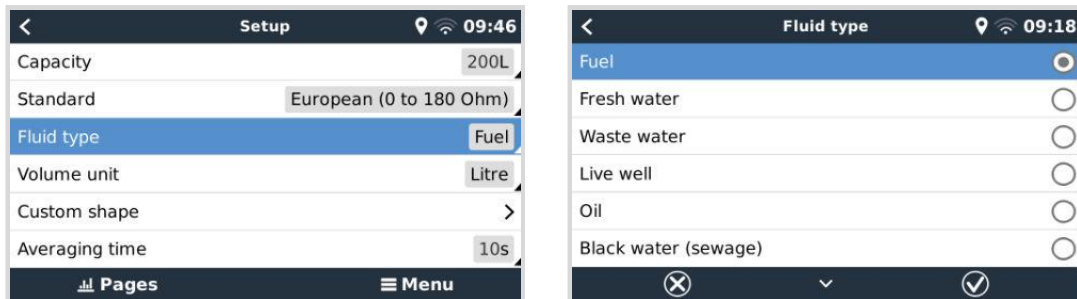 Setup 09:46
Capacity 200L
Standard European (0 to 180 Ohm)
Fluid type Fuel
Volume unit Litre
Custom shape
Averaging time 10s
Pages Menu
Fluid type 09:18
Fuel
Fresh water
Waste water
Live well
Oil
Black water (sewage)